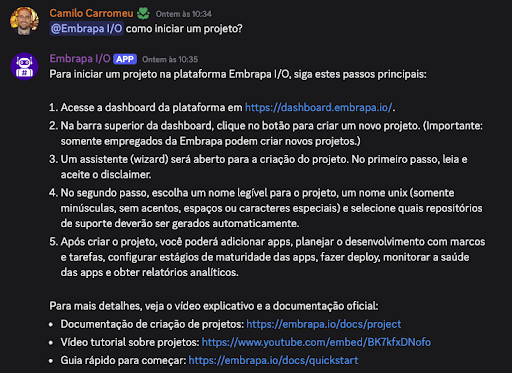 Camilo Carromeu Ontem às 10:34
@Embrapa I/O como iniciar um projeto?
Embrapa I/O APP Ontem às 10:35
Para iniciar um projeto na plataforma Embrapa I/O, siga estes passos principais:
1. Acesse a dashboard da plataforma em https://dashboard.embrapa.io/.
2. Na barra superior da dashboard, clique no botão para criar um novo projeto. (Importante:
somente empregados da Embrapa podem criar novos projetos.)
3. Um assistente (wizard) será aberto para a criação do projeto. No primeiro passo, leia e
aceite o disclaimer.
4. No segundo passo, escolha um nome legível para o projeto, um nome unix (somente
minúsculas, sem acentos, espaços ou caracteres especiais) e selecione quais repositórios
de suporte deverão ser gerados automaticamente.
5. Após criar o projeto, você poderá adicionar apps, planejar o desenvolvimento com marcos
e tarefas, configurar estágios de maturidade das apps, fazer deploy, monitorar a saúde
das apps e obter relatórios analíticos.
Para mais detalhes, veja o vídeo explicativo e a documentação oficial:
• Documentação de criação de projetos: https://embrapa.io/docs/project
• Vídeo tutorial sobre projetos: https://www.youtube.com/embed/BK7kfxDNofo
• Guia rápido para começar: https://embrapa.io/docs/quickstart